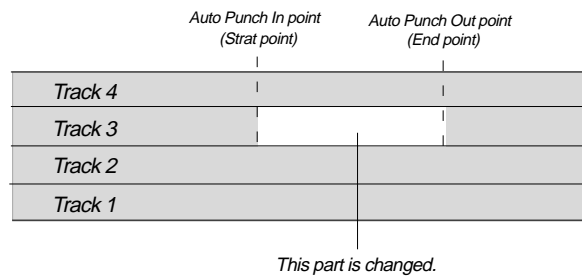 Auto Punch In point
(Strat point)
Auto Punch Out point
(End point)
Track 4
Track 3
Track 2
Track 1
This part is changed.